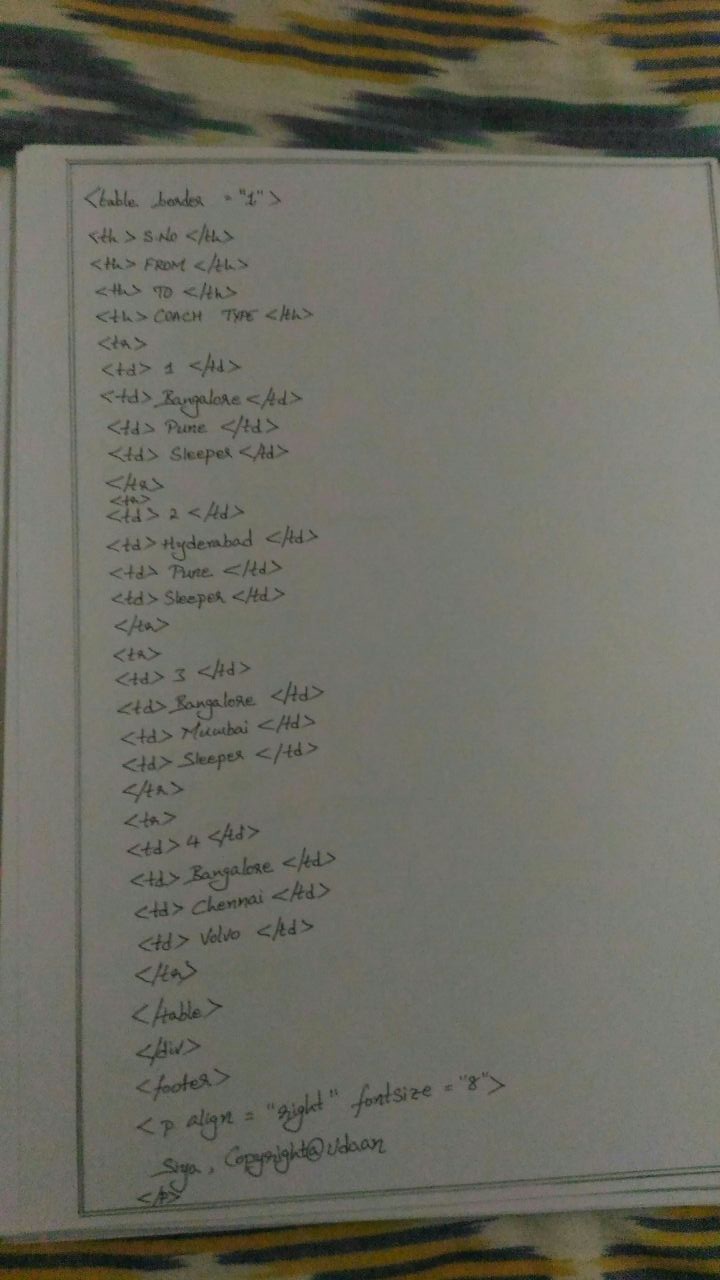 <table border = "1">
<th> S.No </th>
<th> FROM </th>
<th> TO </th>
<th> COACH TYPE </th>
<tr>
<td> 1 </td>
<td> Bangalore </td>
<td> Pune </td>
<td> Sleeper </td>
</tr>
<tr>
<td> 2 </td>
<td> Hyderabad </td>
<td> Pune </td>
<td> Sleeper </td>
</tr>
<tr>
<td> 3 </td>
<td> Bangalore </td>
<td> Mumbai </td>
<td> Sleeper </td>
</tr>
<tr>
<td> 4 </td>
<td> Bangalore </td>
<td> Chennai </td>
<td> Volvo </td>
</tr>
</table>
</div>
<footer>
<p align = "right" fontsize = "8">
Siya, Copyright@Udaan
</p>